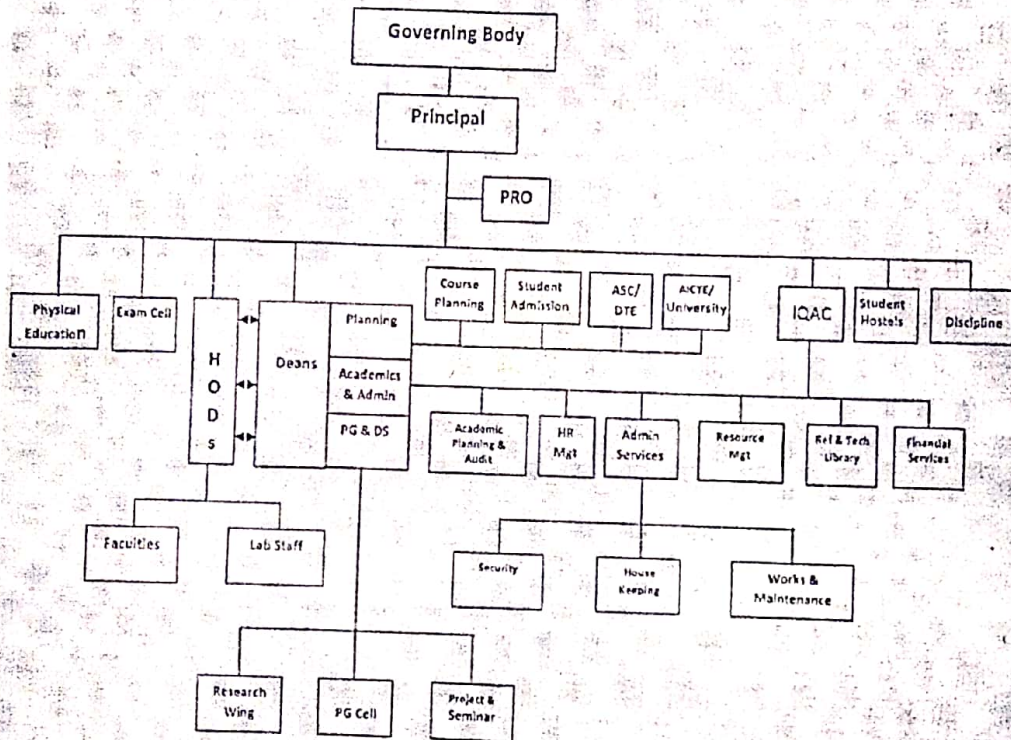 Governing Body
Principal
PRO
Physical
Education
Exam Cell
H
O
D
s
Deans
Planning
Academics
& Admin
PG & DS
Course
Planning
Student
Admission
ASC/
DTE
AICTE/
University
IQAC
Student
Hostels
Discipline
Academic
Planning &
Audit
HR
Mgt
Admin
Services
Resource
Mgt
Ref & Tech
Library
Financial
Services
Faculties
Lab Staff
Security
House
Keeping
Works &
Maintenance
Research
Wing
PG Cell
Project &
Seminar